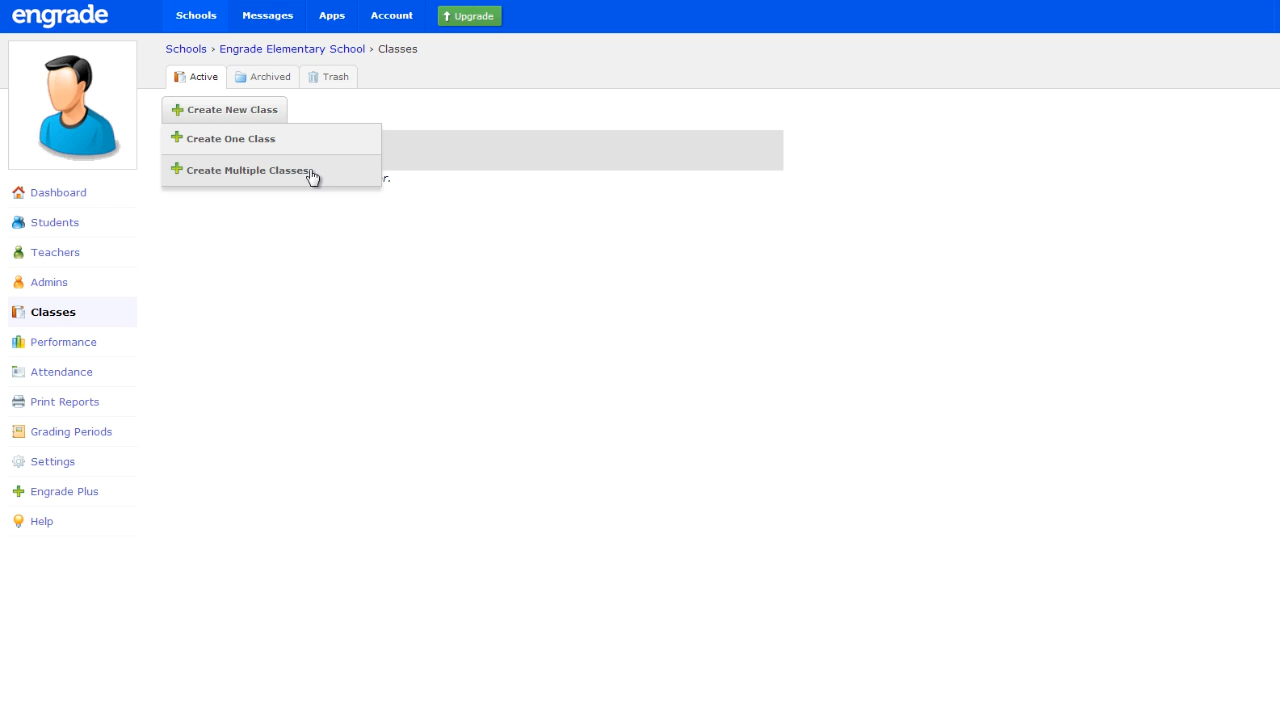 engrade
Schools Messages Apps Account Upgrade
Schools › Engrade Elementary School › Classes
Active Archived Trash
Create New Class
Create One Class
Create Multiple Classes
r.
Dashboard
Students
Teachers
Admins
Classes
Performance
Attendance
Print Reports
Grading Periods
Settings
Engrade Plus
Help